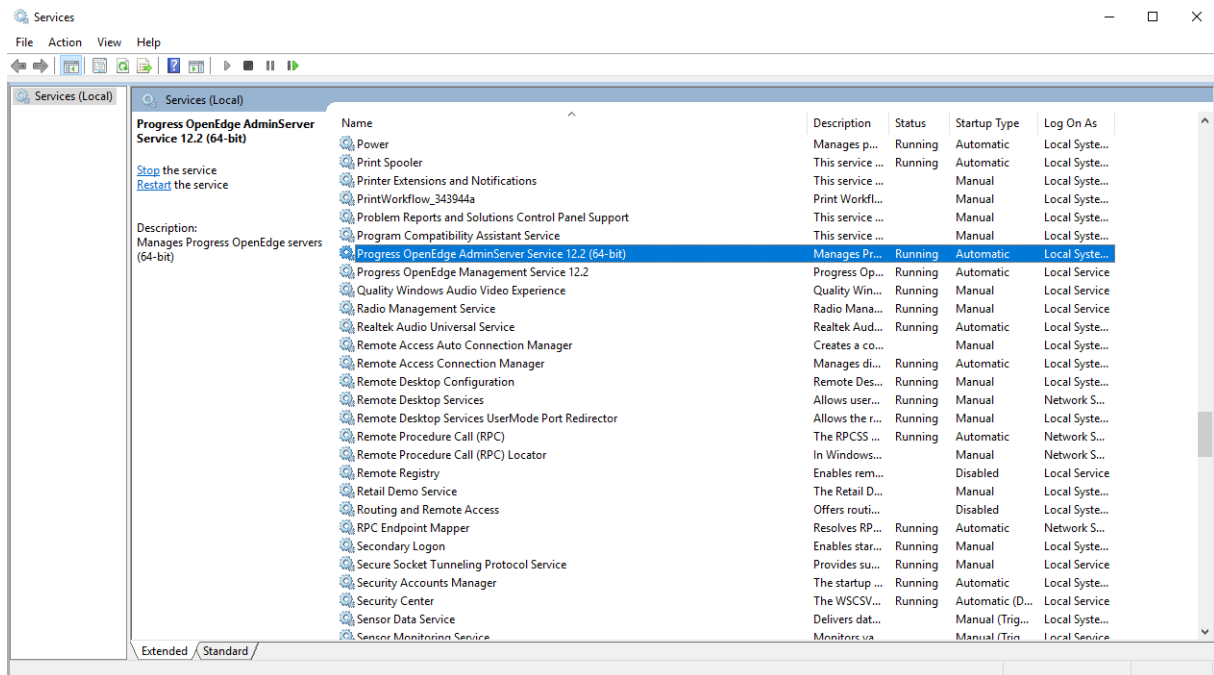 Services
File Action View Help
Services (Local)
Services (Local)
Progress OpenEdge AdminServer
Service 12.2 (64-bit)
Stop the service
Restart the service
Description:
Manages Progress OpenEdge servers
(64-bit)
Name Description Status Startup Type Log On As
Power Manages p... Running Automatic Local Syste...
Print Spooler This service ... Running Automatic Local Syste...
Printer Extensions and Notifications This service ... Manual Local Syste...
PrintWorkflow_343944a Print Workfl... Manual Local Syste...
Problem Reports and Solutions Control Panel Support This service ... Manual Local Syste...
Program Compatibility Assistant Service This service ... Manual Local Syste...
Progress OpenEdge AdminServer Service 12.2 (64-bit) Manages Pr... Running Automatic Local Syste...
Progress OpenEdge Management Service 12.2 Progress Op... Running Automatic Local Service
Quality Windows Audio Video Experience Quality Win... Running Manual Local Service
Radio Management Service Radio Mana... Running Manual Local Service
Realtek Audio Universal Service Realtek Aud... Running Automatic Local Syste...
Remote Access Auto Connection Manager Creates a co... Manual Local Syste...
Remote Access Connection Manager Manages di... Running Automatic Local Syste...
Remote Desktop Configuration Remote Des... Running Manual Local Syste...
Remote Desktop Services Allows user... Running Manual Network S...
Remote Desktop Services UserMode Port Redirector Allows the r... Running Manual Local Syste...
Remote Procedure Call (RPC) The RPCSS ... Running Automatic Network S...
Remote Procedure Call (RPC) Locator In Windows... Manual Network S...
Remote Registry Enables rem... Disabled Local Service
Retail Demo Service The Retail D... Manual Local Syste...
Routing and Remote Access Offers routi... Disabled Local Syste...
RPC Endpoint Mapper Resolves RP... Running Automatic Network S...
Secondary Logon Enables star... Running Manual Local Syste...
Secure Socket Tunneling Protocol Service Provides su... Running Manual Local Service
Security Accounts Manager The startup ... Running Automatic Local Syste...
Security Center The WSCSV... Running Automatic (D... Local Service
Sensor Data Service Delivers dat... Manual (Trig... Local Syste...
Sensor Monitoring Service Monitors va... Manual (Trig... Local Service
Extended Standard